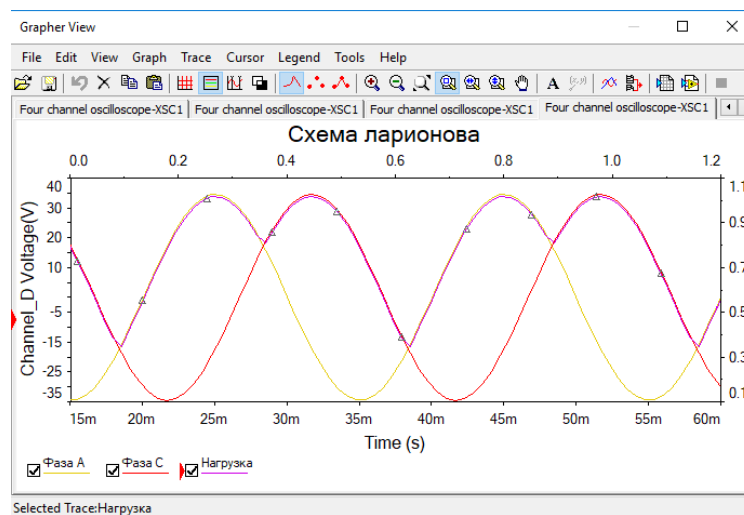 Grapher View
File Edit View Graph Trace Cursor Legend Tools Help
A
Four channel oscilloscope-XSC1 Four channel oscilloscope-XSC1 Four channel oscilloscope-XSC1 Four channel oscilloscope-XSC1
Схема ларионова
0.0 0.2 0.4 0.6 0.8 1.0 1.2
Channel_D Voltage(V)
40 1.1
30
20 0.9
10 0.7
-5 0.5
-15
-25 0.3
-35 0.1
15m 20m 25m 30m 35m 40m 45m 50m 55m 60m
Time (s)
Фаза А Фаза С Нагрузка
Selected Trace:Нагрузка